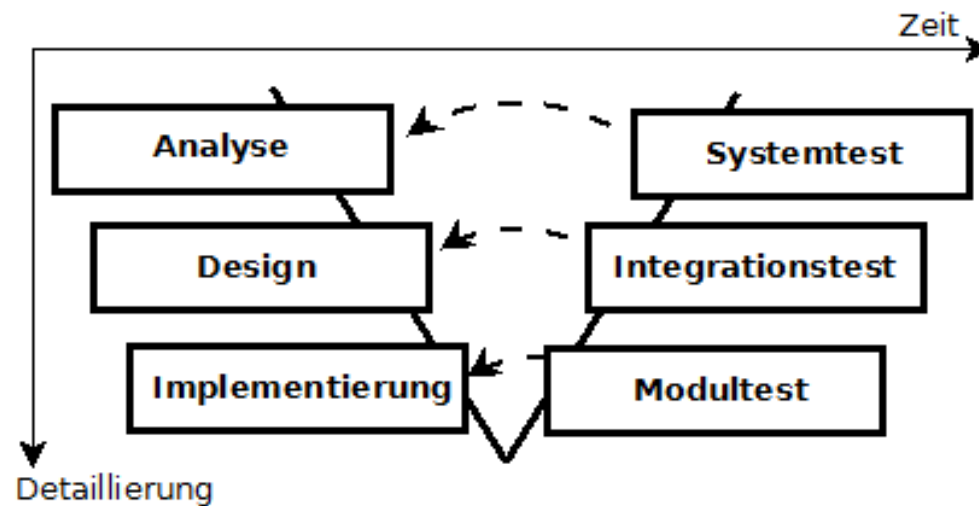 Zeit
Analyse
Systemtest
Design
Integrationstest
Implementierung
Modultest
Detaillierung